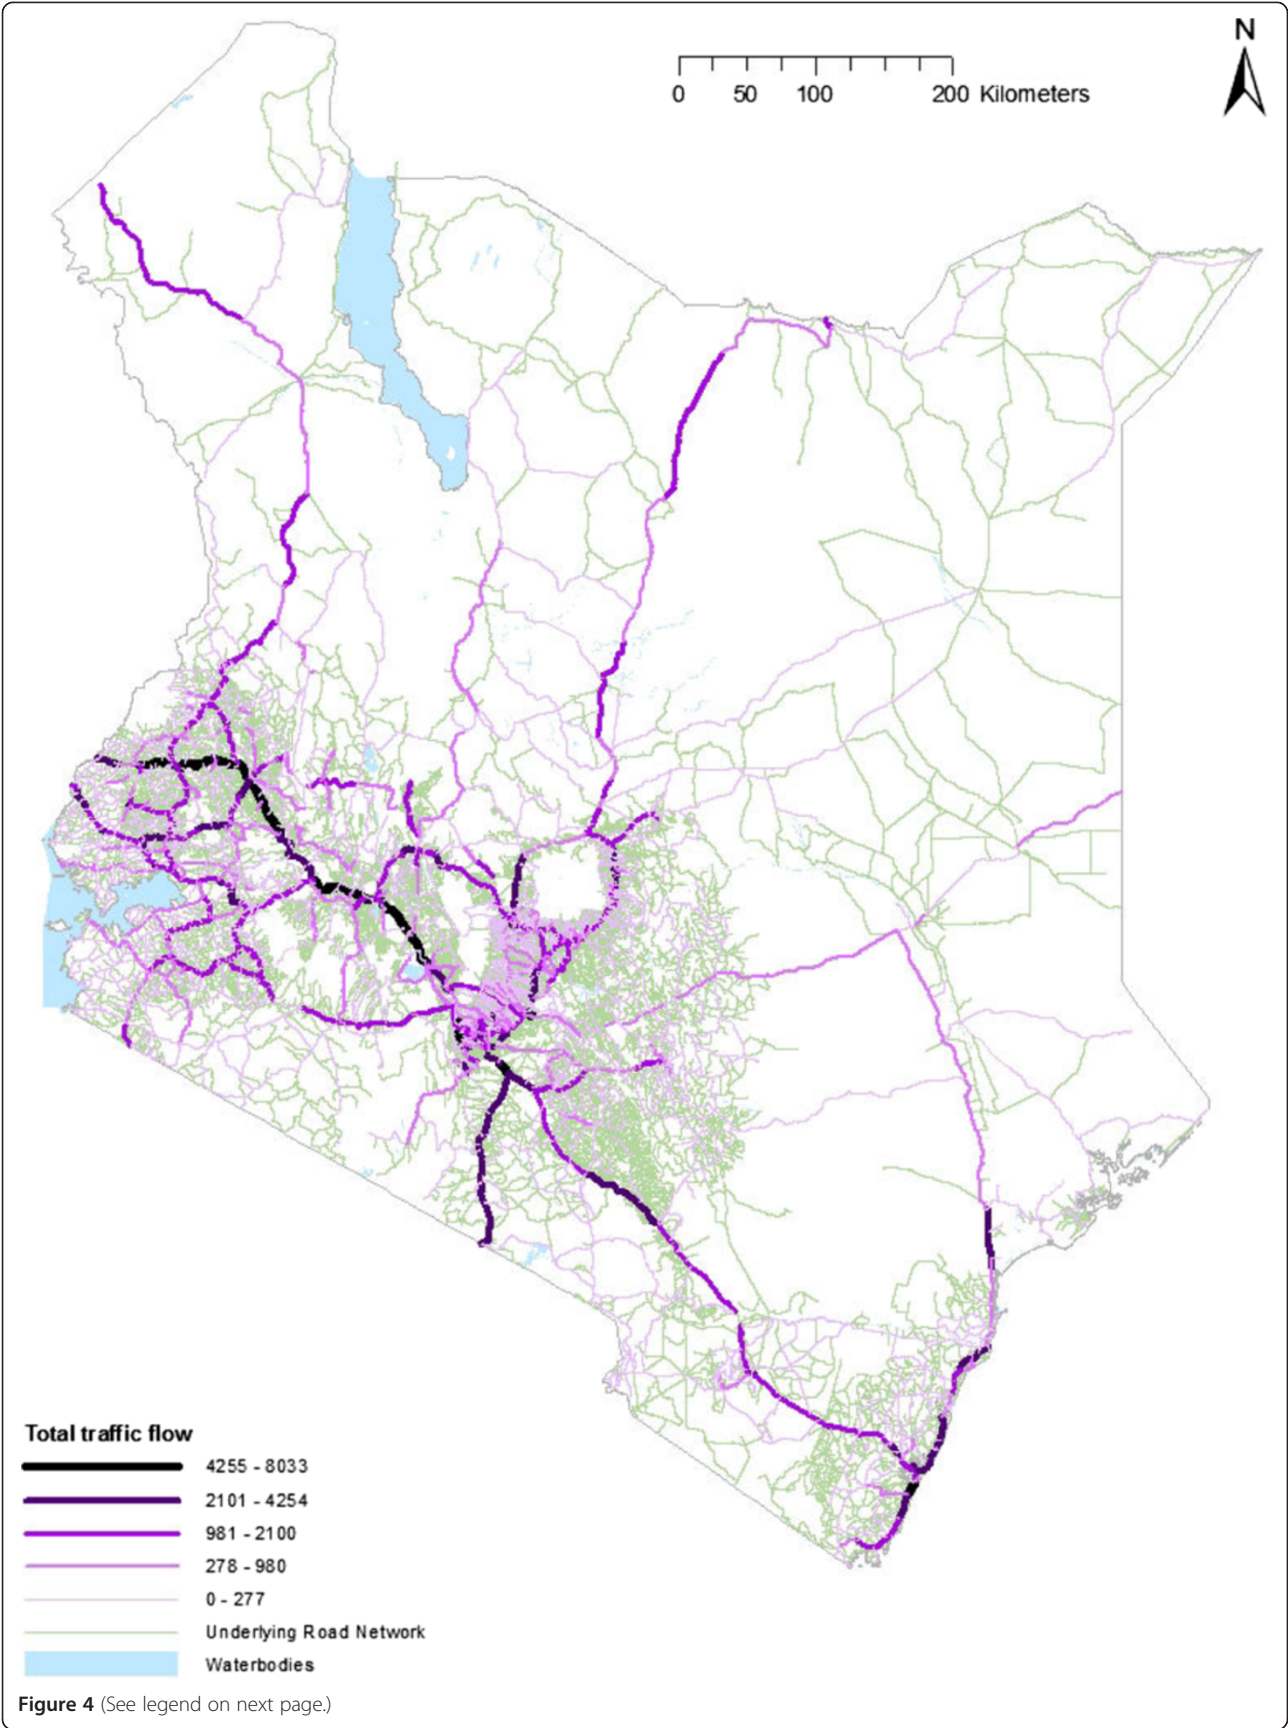 N
0 50 100 200 Kilometers
Total traffic flow
4255 - 8033
2101 - 4254
981 - 2100
278 - 980
0 - 277
Underlying Road Network
Waterbodies
Figure 4 (See legend on next page.)